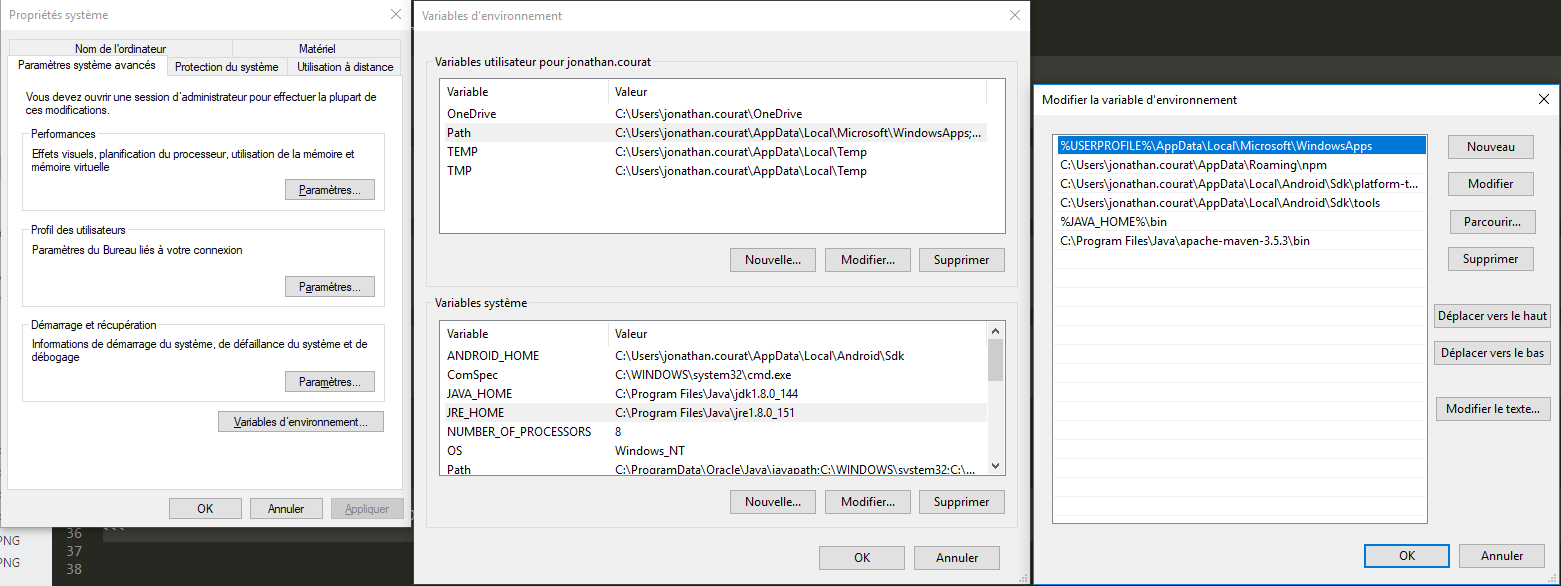 Propriétés système
Nom de l'ordinateur
Matériel
Paramètres système avancés
Protection du système
Utilisation à distance
Vous devez ouvrir une session d'administrateur pour effectuer la plupart de
ces modifications.
Perfomances
Effets visuels, planification du processeur, utilisation de la mémoire et
mémoire virtuelle
Paramètres...
Profil des utilisateurs
Paramètres du Bureau liés à votre connexion
Paramètres...
Démarrage et récupération
Informations de démarrage du système, de défaillance du système et de
débogage
Paramètres...
Variables d'environnement...
OK
Annuler
Appliquer
PNG
PNG
36
37
38
```
Variables d'environnement
Variables utilisateur pour jonathan.courat
Variable
Valeur
OneDrive
C:\Users\jonathan.courat\OneDrive
Path
C:\Users\jonathan.courat\AppData\Local\Microsoft\WindowsApps;...
TEMP
C:\Users\jonathan.courat\AppData\Local\Temp
TMP
C:\Users\jonathan.courat\AppData\Local\Temp
Nouvelle...
Modifier...
Supprimer
Variables système
Variable
Valeur
ANDROID_HOME
C:\Users\jonathan.courat\AppData\Local\Android\Sdk
ComSpec
C:\WINDOWS\system32\cmd.exe
JAVA_HOME
C:\Program Files\Java\jdk1.8.0_144
JRE_HOME
C:\Program Files\Java\jre1.8.0_151
NUMBER_OF_PROCESSORS
8
OS
Windows_NT
Path
C:\ProgramData\Oracle\Java\javapath;C:\WINDOWS\system32;C:\...
Nouvelle...
Modifier...
Supprimer
OK
Annuler
Modifier la variable d'environnement
%USERPROFILE%\AppData\Local\Microsoft\WindowsApps
C:\Users\jonathan.courat\AppData\Roaming\npm
C:\Users\jonathan.courat\AppData\Local\Android\Sdk\platform-t...
C:\Users\jonathan.courat\AppData\Local\Android\Sdk\tools
%JAVA_HOME%\bin
C:\Program Files\Java\apache-maven-3.5.3\bin
Nouveau
Modifier
Parcourir...
Supprimer
Déplacer vers le haut
Déplacer vers le bas
Modifier le texte...
OK
Annuler